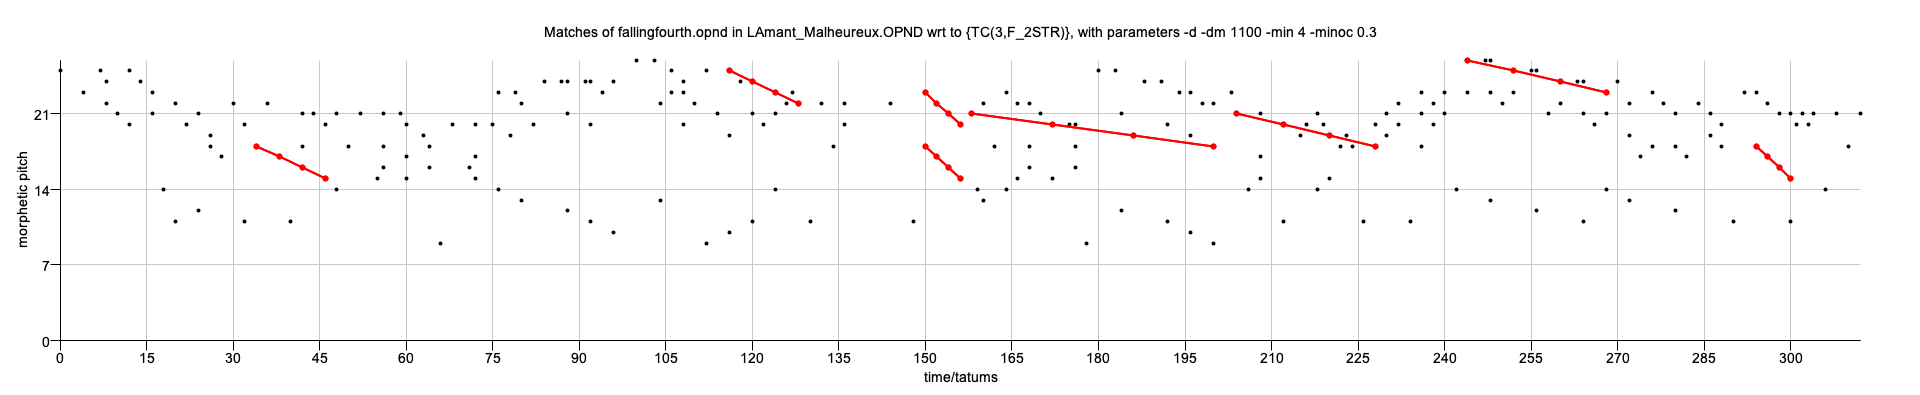 Matches of fallingfourth.opnd in LAmant_Malheureux.OPND wrt to {TC(3,F_2STR)}, with parameters -d -dm 1100 -min 4 -minoc 0.3
21
14
7
0
morphetic pitch
0 15 30 45 60 75 90 105 120 135 150 165 180 195 210 225 240 255 270 285 300
time/tatums